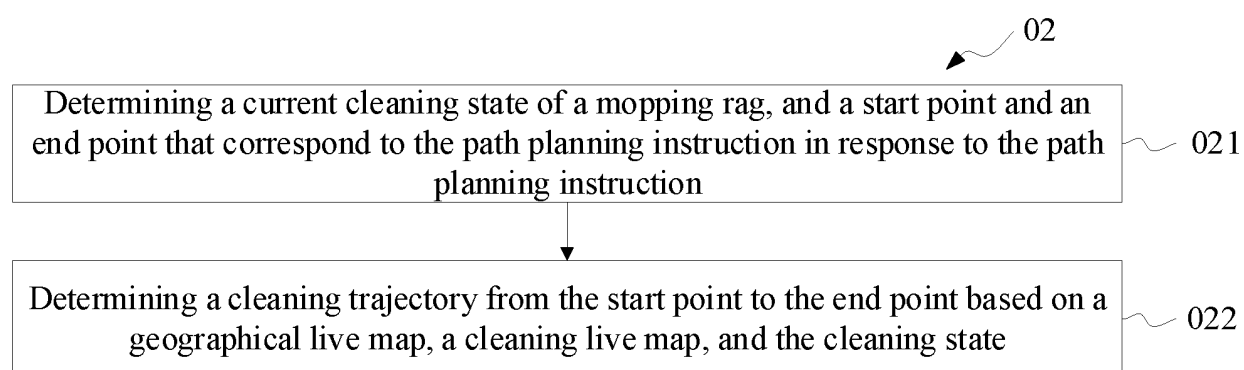 02
Determining a current cleaning state of a mopping rag, and a start point and an
end point that correspond to the path planning instruction in response to the path
planning instruction
021
Determining a cleaning trajectory from the start point to the end point based on a
geographical live map, a cleaning live map, and the cleaning state
022